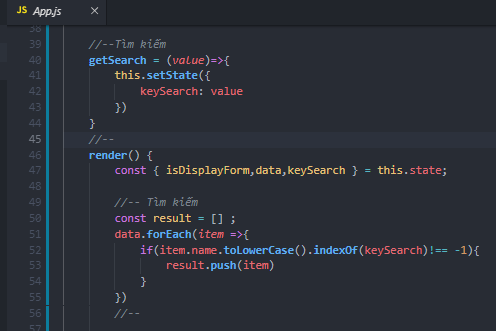 JS App.js ×
38
39 //--Tìm kiếm
40 getSearch = (value)=>{
41 this.setState({
42 keySearch: value
43 })
44 }
45 //--
46 render() {
47 const { isDisplayForm,data,keySearch } = this.state;
48
49 //-- Tìm kiếm
50 const result = [] ;
51 data.forEach(item =>{
52 if(item.name.toLowerCase().indexOf(keySearch)!== -1){
53 result.push(item)
54 }
55 })
56 //--